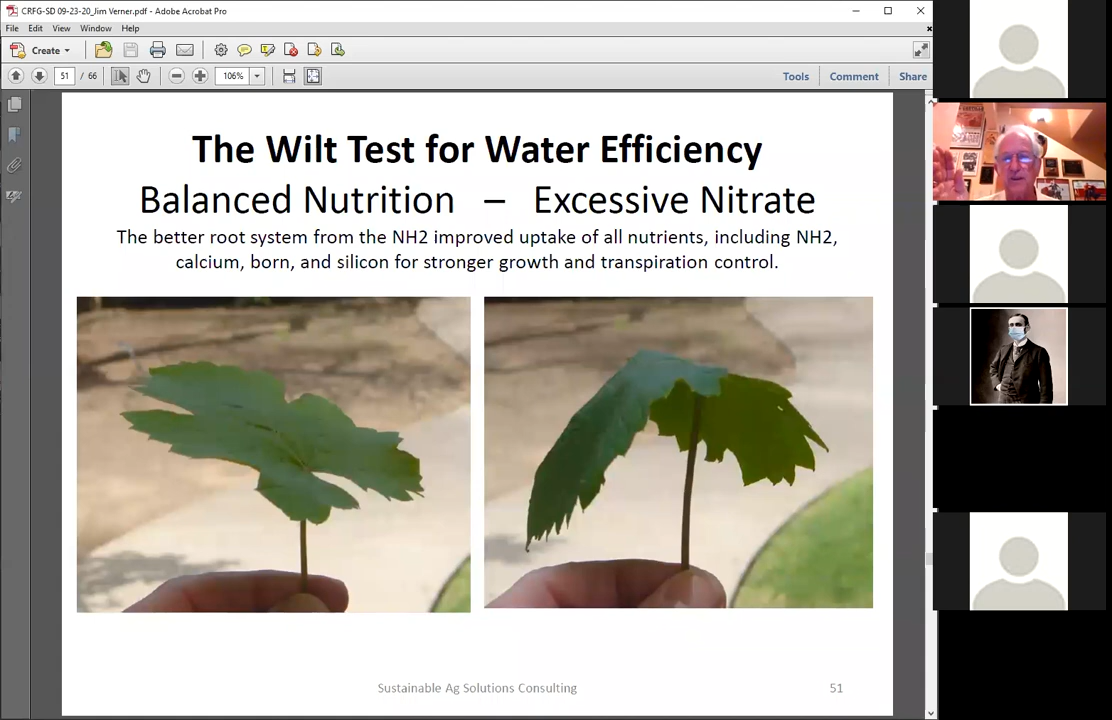 CRFG-SD 09-23-20_Jim Verner.pdf - Adobe Acrobat Pro
File Edit View Window Help
Create
51 / 66
106%
Tools Comment Share
The Wilt Test for Water Efficiency
Balanced Nutrition – Excessive Nitrate
The better root system from the NH2 improved uptake of all nutrients, including NH2,
calcium, born, and silicon for stronger growth and transpiration control.
Sustainable Ag Solutions Consulting
51